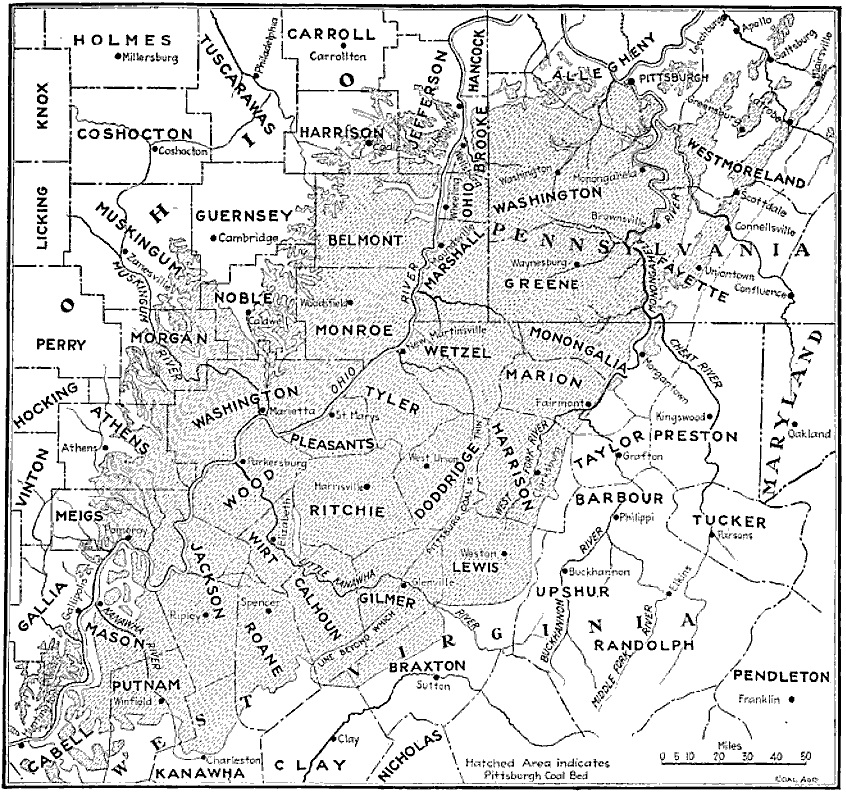 HOLMES
Millersburg
TUSCARAWAS
Philadelphia
CARROLL
Carrollton
O
H
I
O
KNOX
COSHOCTON
Coshocton
HARRISON
JEFFERSON
HANCOCK
BROOKE
OHIO
Wheeling
ALLEGHENY
PITTSBURGH
Leechburg
Apollo
Saltsburg
Blairsville
Greensburg
Latrobe
WESTMORELAND
Scottdale
Connellsville
Washington
Monongahela
WASHINGTON
Brownsville
RIVER
PENNSYLVANIA
LICKING
MUSKINGUM
Zanesville
MUSKINGUM
RIVER
GUERNSEY
Cambridge
BELMONT
MARSHALL
Moundsville
RIVER
Waynesburg
GREENE
MONONGAHELA
FAYETTE
Uniontown
Confluence
PERRY
NOBLE
Caldwell
Woodsfield
MONROE
MORGAN
New Martinsville
WETZEL
MONONGALIA
Morgantown
CHEAT RIVER
MARYLAND
Oakland
HOCKING
ATHENS
Athens
WASHINGTON
Marietta
OHIO
TYLER
St Marys
PLEASANTS
MARION
Fairmont
Kingswood
PRESTON
TAYLOR
Grafton
VINTON
Parkersburg
WOOD
West Union
DODDRIDGE
Harrisville
RITCHIE
HARRISON
WEST FORK RIVER
Clarksburg
PITTSBURG COAL IS THIN
BARBOUR
Philippi
TUCKER
Parsons
MEIGS
Pomeroy
JACKSON
Ripley
Elizabeth
WIRT
LITTLE KANAWHA
RIVER
Weston
LEWIS
Glenville
GILMER
CALHOUN
LINE BEYOND WHICH
RIVER
Buckhannon
UPSHUR
BUCKHANNON
Elkins
RIVER
MIDDLE FORK
RANDOLPH
GALLIA
Gallipolis
MASON
KANAWHA
RIVER
Spencer
ROANE
WEST VIRGINIA
BRAXTON
Sutton
PUTNAM
Winfield
PENDLETON
Franklin
Huntington
CABELL
Charleston
KANAWHA
CLAY
Clay
NICHOLAS
Hatched Area indicates
Pittsburgh Coal Bed
Miles
0 5 10 20 30 40 50
COAL AGE